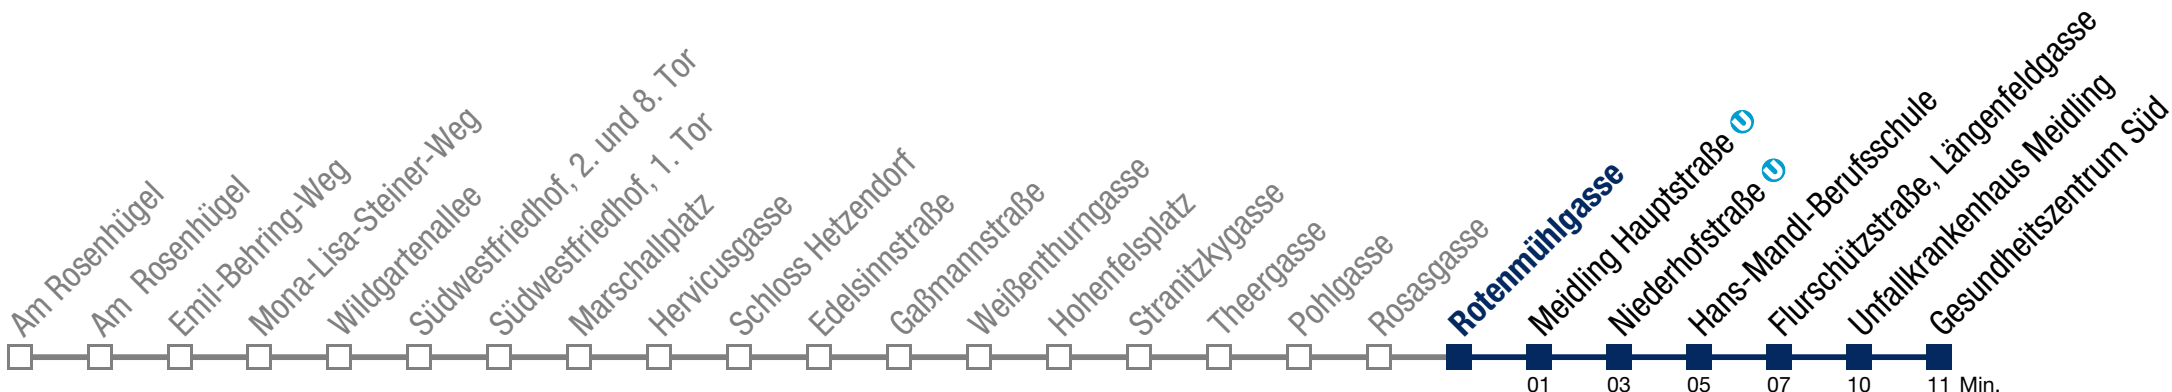 Am Rosenhügel
Am  Rosenhügel
Emil-Behring-Weg
Mona-Lisa-Steiner-Weg
Wildgartenallee
Südwestfriedhof, 2. und 8. Tor
Südwestfriedhof, 1. Tor
Marschallplatz
Hervicusgasse
Schloss Hetzendorf
Edelsinnstraße
Gaßmannstraße
Weißenthurngasse
Hohenfelsplatz
Stranitzkygasse
Theergasse
Pohlgasse
Rosasgasse
Rotenmühlgasse
Meidling Hauptstraße U
Niederhofstraße U
Hans-Mandl-Berufsschule
Flurschützstraße, Längenfeldgasse
Unfallkrankenhaus Meidling
Gesundheitszentrum Süd
01 03 05 07 10 11 Min.